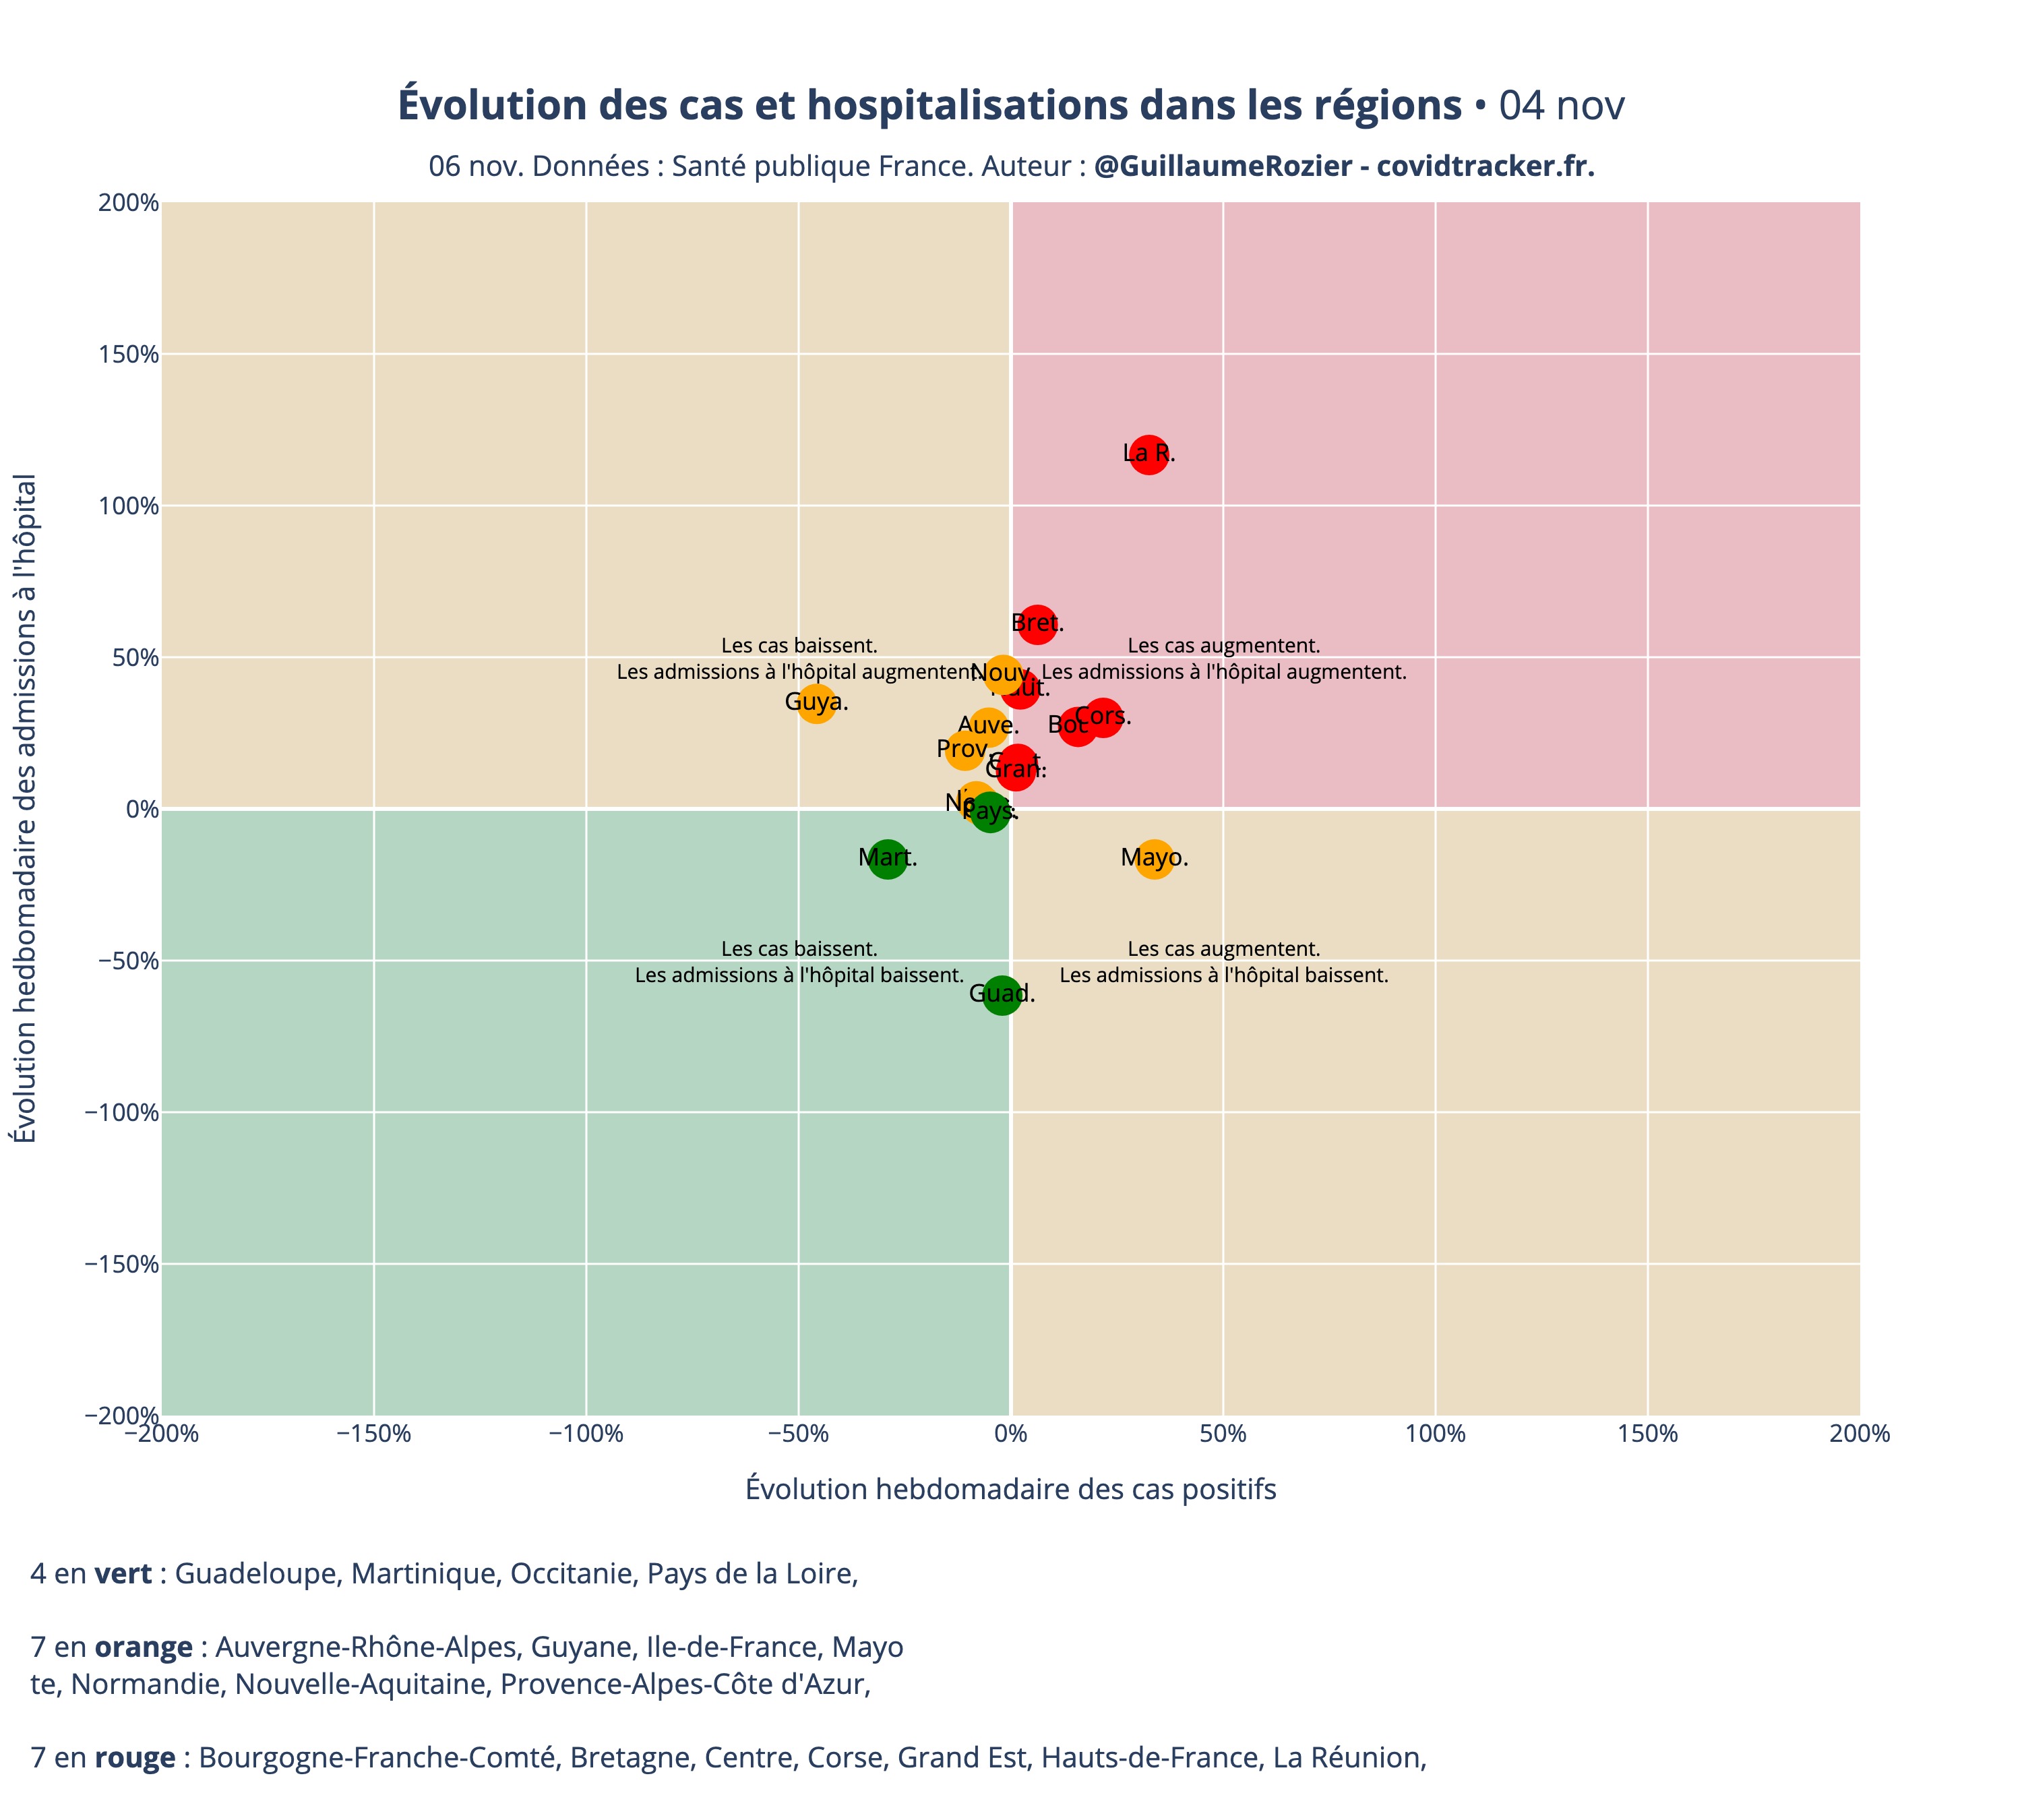 Évolution des cas et hospitalisations dans les régions • 04 nov
06 nov. Données : Santé publique France. Auteur : @GuillaumeRozier - covidtracker.fr.
Évolution hedbomadaire des admissions à l'hôpital
200%
150%
100%
50%
0%
−50%
−100%
−150%
−200%
La R.
Bret.
Les cas baissent.
Les admissions à l'hôpital augmentent.
Les cas augmentent.
Les admissions à l'hôpital augmentent.
Nouv.
Guya.
Cors.
Auve.
Prov.
Gran.
Pays.
Mart.
Mayo.
Les cas baissent.
Les admissions à l'hôpital baissent.
Les cas augmentent.
Les admissions à l'hôpital baissent.
Guad.
−200%
−150%
−100%
−50%
0%
50%
100%
150%
200%
Évolution hebdomadaire des cas positifs
4 en vert : Guadeloupe, Martinique, Occitanie, Pays de la Loire,
7 en orange : Auvergne-Rhône-Alpes, Guyane, Ile-de-France, Mayo
te, Normandie, Nouvelle-Aquitaine, Provence-Alpes-Côte d'Azur,
7 en rouge : Bourgogne-Franche-Comté, Bretagne, Centre, Corse, Grand Est, Hauts-de-France, La Réunion,